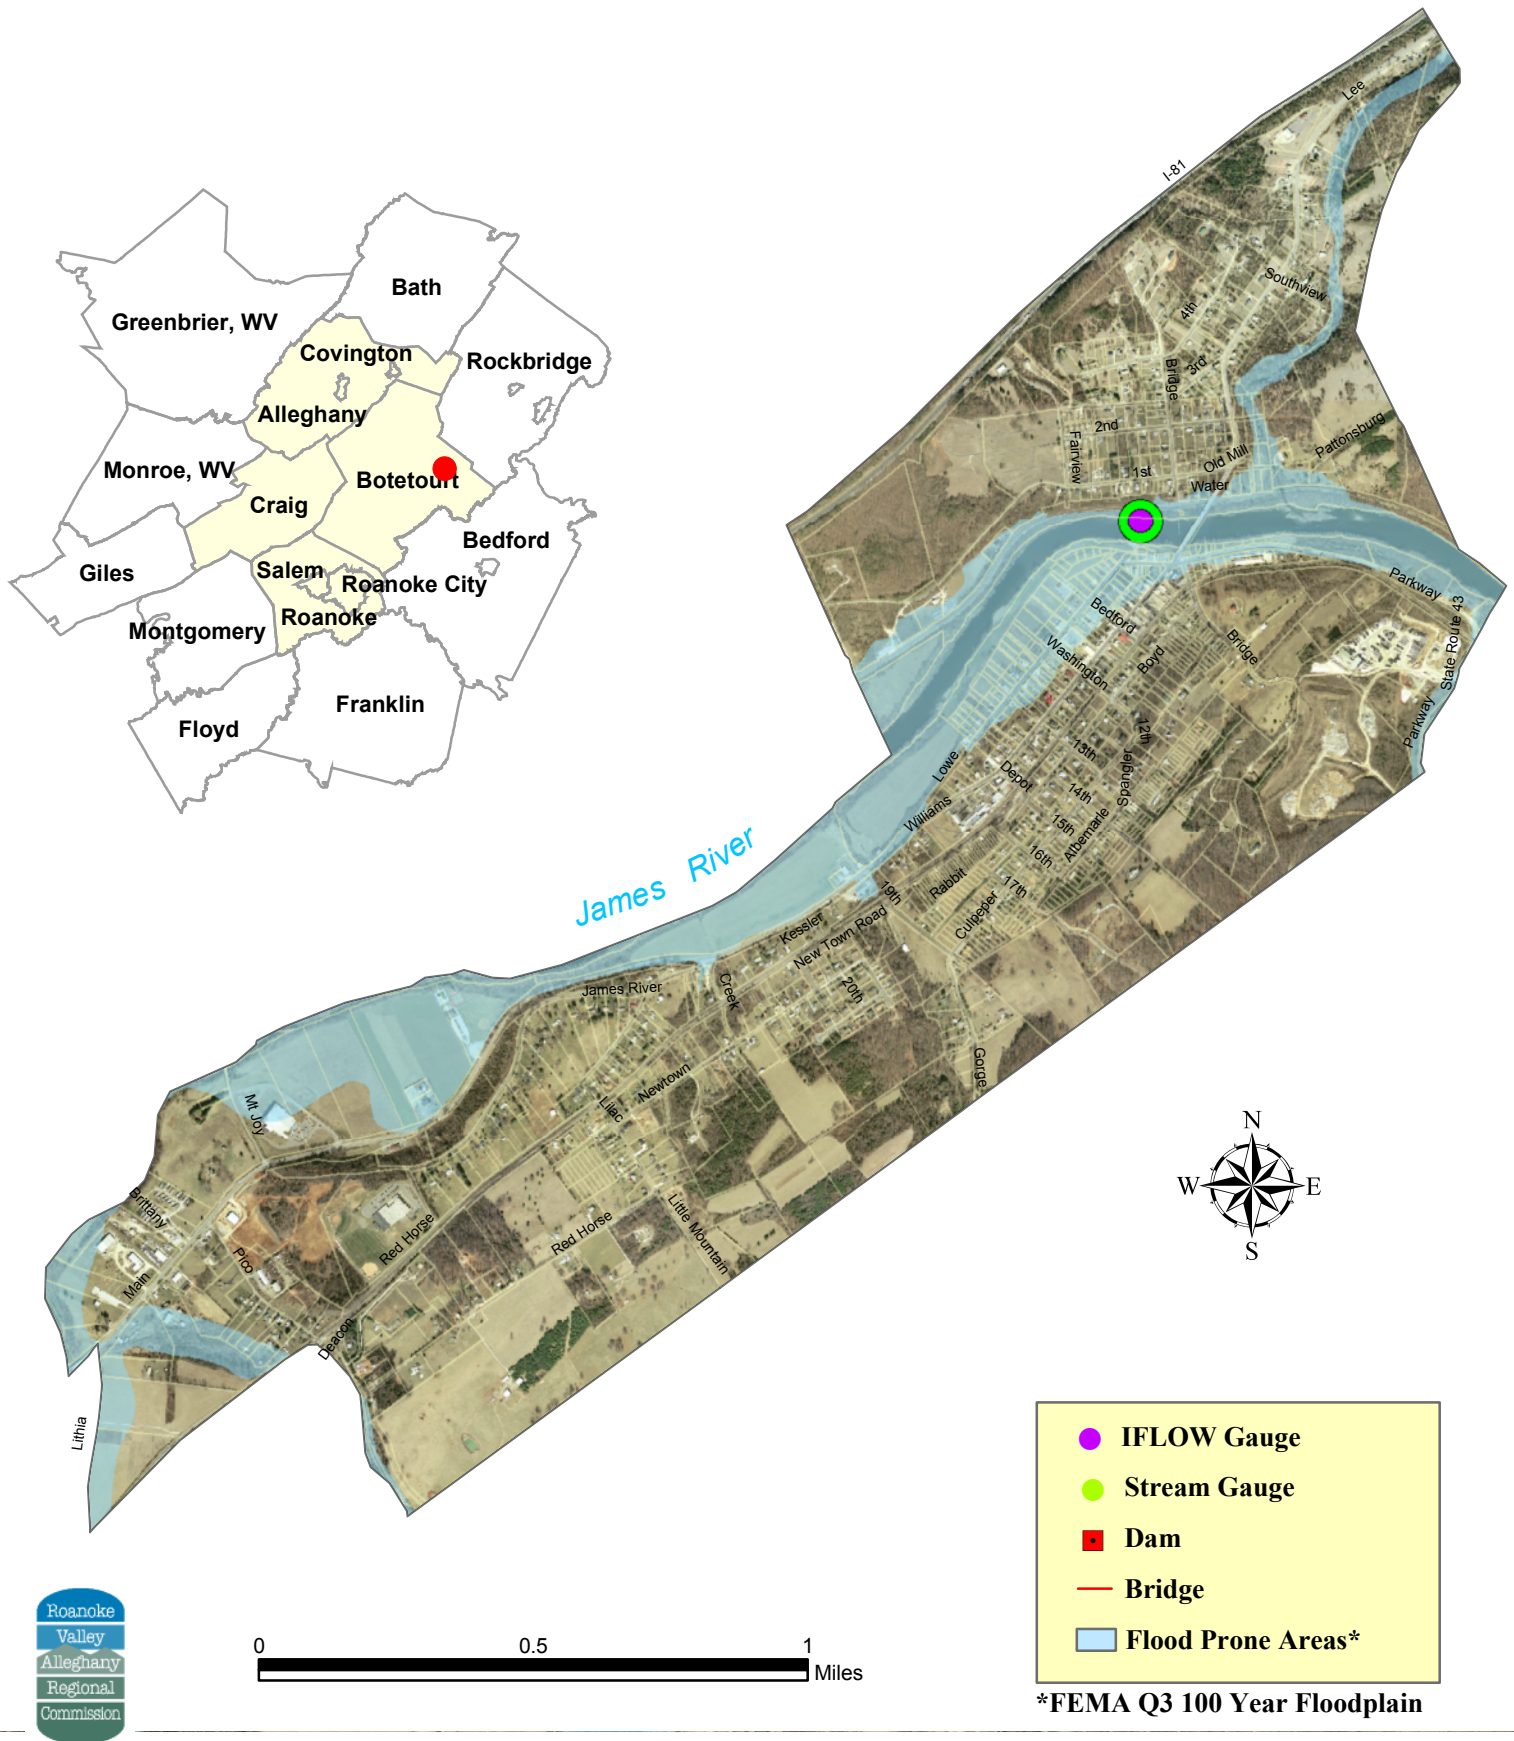 Lee
I-81
Southview
4th
3rd
Bridge
2nd
Fairview
Pattonsburg
Old Mill
1st
Water
Bath
Greenbrier, WV
Covington
Rockbridge
Alleghany
Monroe, WV
Botetourt
Craig
Bedford
Giles
Salem
Roanoke City
Roanoke
Montgomery
Franklin
Floyd
Parkway
State Route 43
Bedford
Bridge
Washington
Boyd
Parkway
12th
13th
Spangler
Lowe
Depot
14th
Williams
15th
Albemarle
16th
James River
Rabbit
17th
19th
Culpeper
Kessler
New Town Road
James River
Creek
20th
Gorge
Newtown
Lilac
Mt Joy
Brittany
Little Mountain
Red Horse
Red Horse
Pico
Main
Deacon
Lithia
N
W
E
S
IFLOW Gauge
Stream Gauge
Dam
Bridge
Flood Prone Areas*
*FEMA Q3 100 Year Floodplain
0 0.5 1
Miles
Roanoke
Valley
Alleghany
Regional
Commission